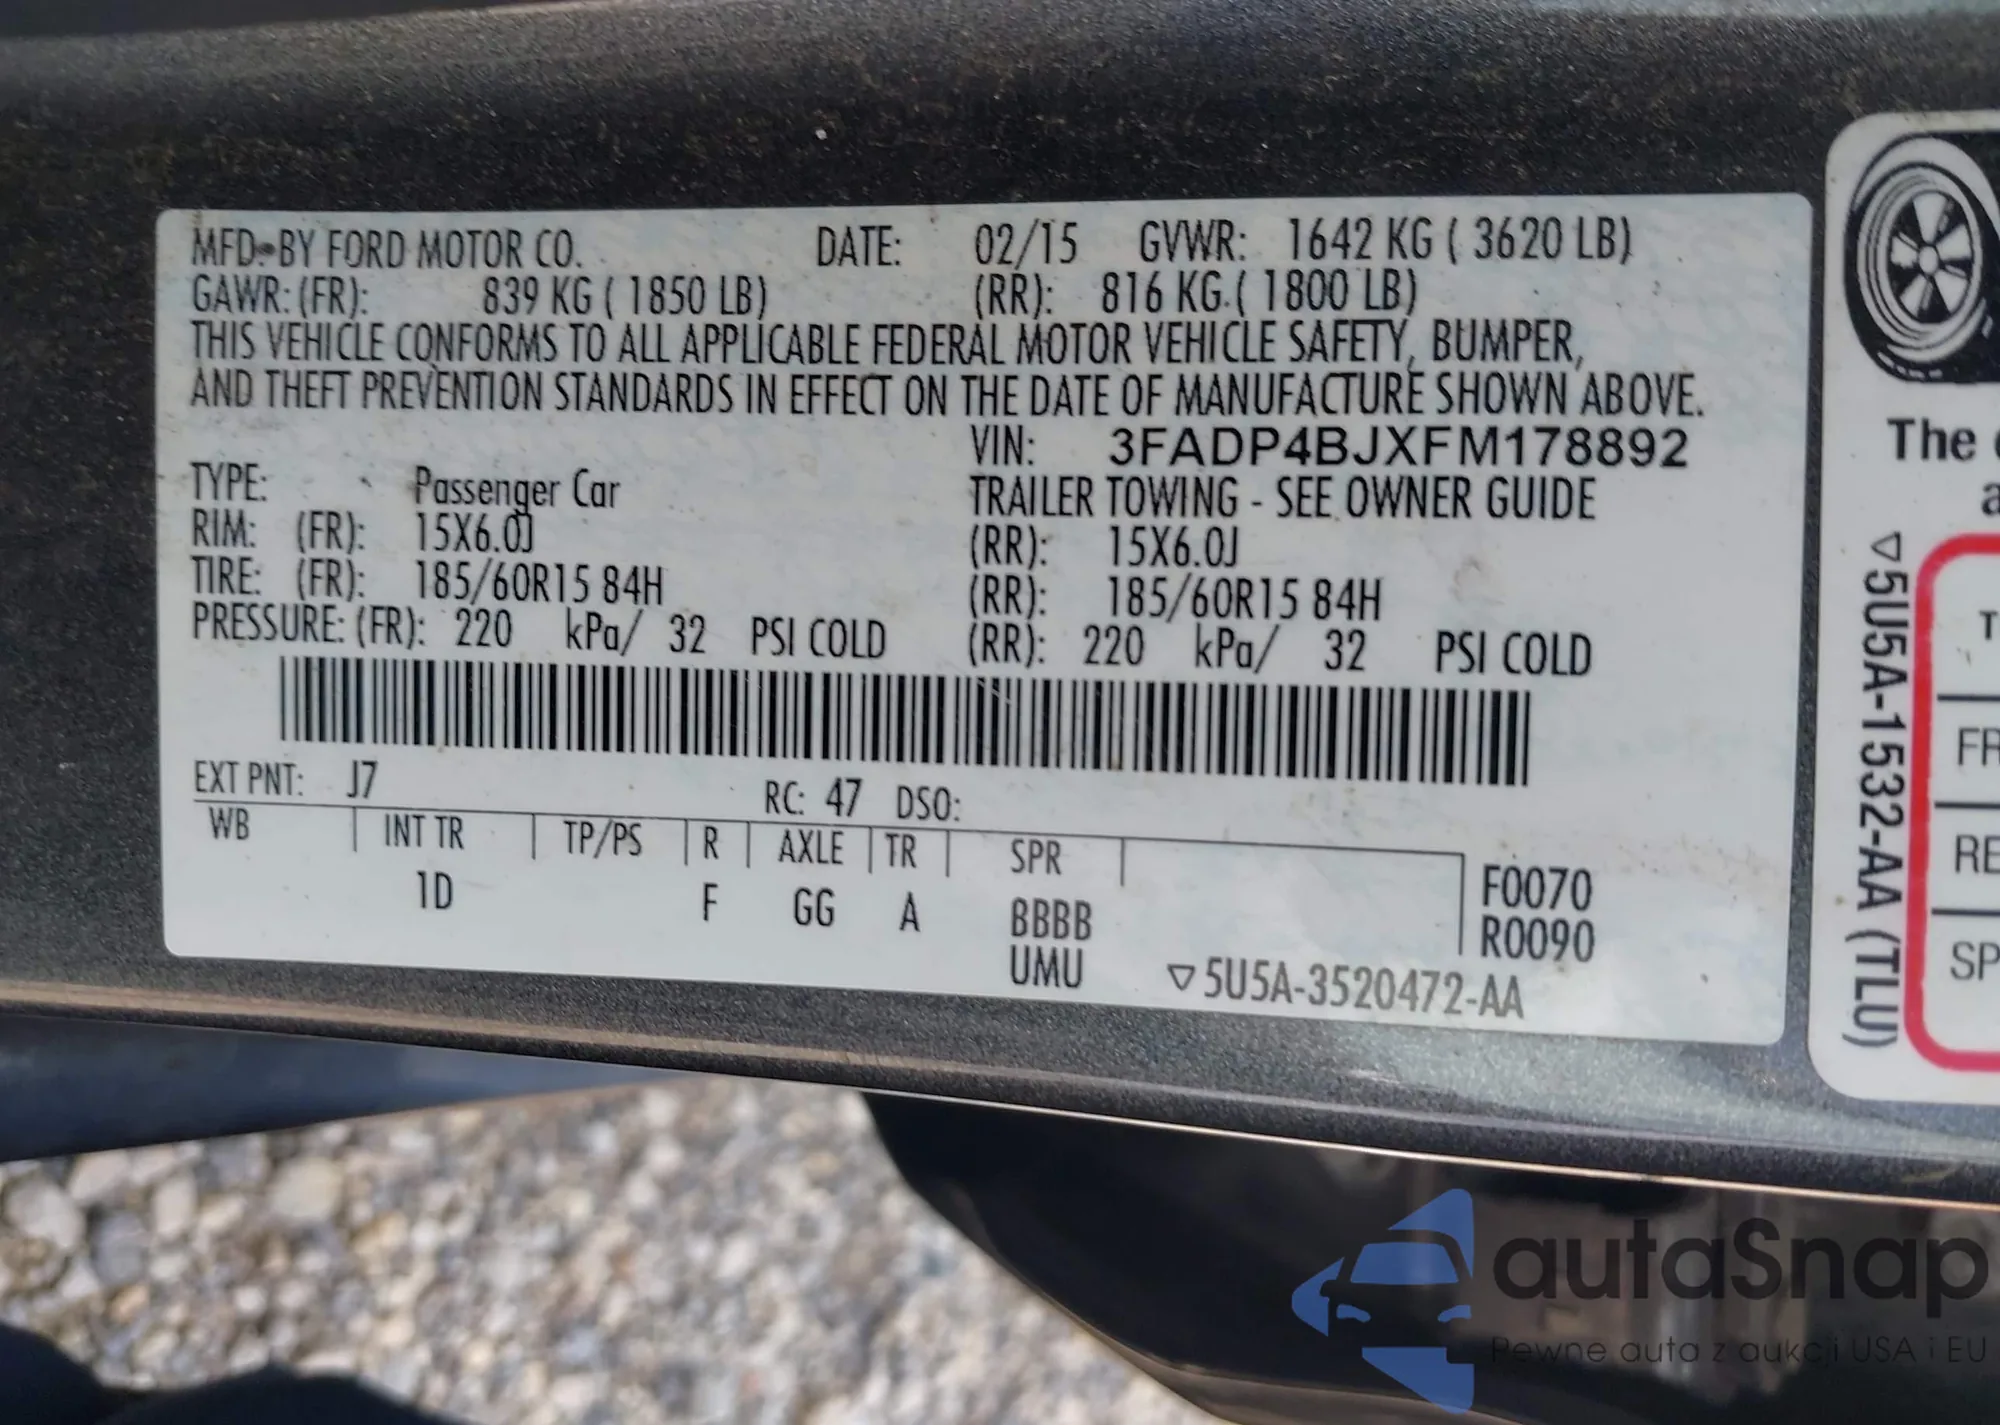 MFD. BY FORD MOTOR CO. DATE: 02/15 GVWR: 1642 KG ( 3620 LB)
GAWR: (FR): 839 KG ( 1850 LB) (RR): 816 KG ( 1800 LB)
THIS VEHICLE CONFORMS TO ALL APPLICABLE FEDERAL MOTOR VEHICLE SAFETY, BUMPER,
AND THEFT PREVENTION STANDARDS IN EFFECT ON THE DATE OF MANUFACTURE SHOWN ABOVE.
VIN: 3FADP4BJXFM178892
TYPE: Passenger Car TRAILER TOWING - SEE OWNER GUIDE
RIM: (FR): 15X6.0J (RR): 15X6.0J
TIRE: (FR): 185/60R15 84H (RR): 185/60R15 84H
PRESSURE: (FR): 220 kPa/ 32 PSI COLD (RR): 220 kPa/ 32 PSI COLD
EXT PNT: J7 RC: 47 DSO:
WB INT TR TP/PS R AXLE TR SPR
1D F GG A BBBB F0070
UMU R0090
▽5U5A-3520472-AA
The
a
▽5U5A-1532-AA (TLU)
T
FR
RE
SP
autaSnap
Pewne auta z aukcji USA i EU